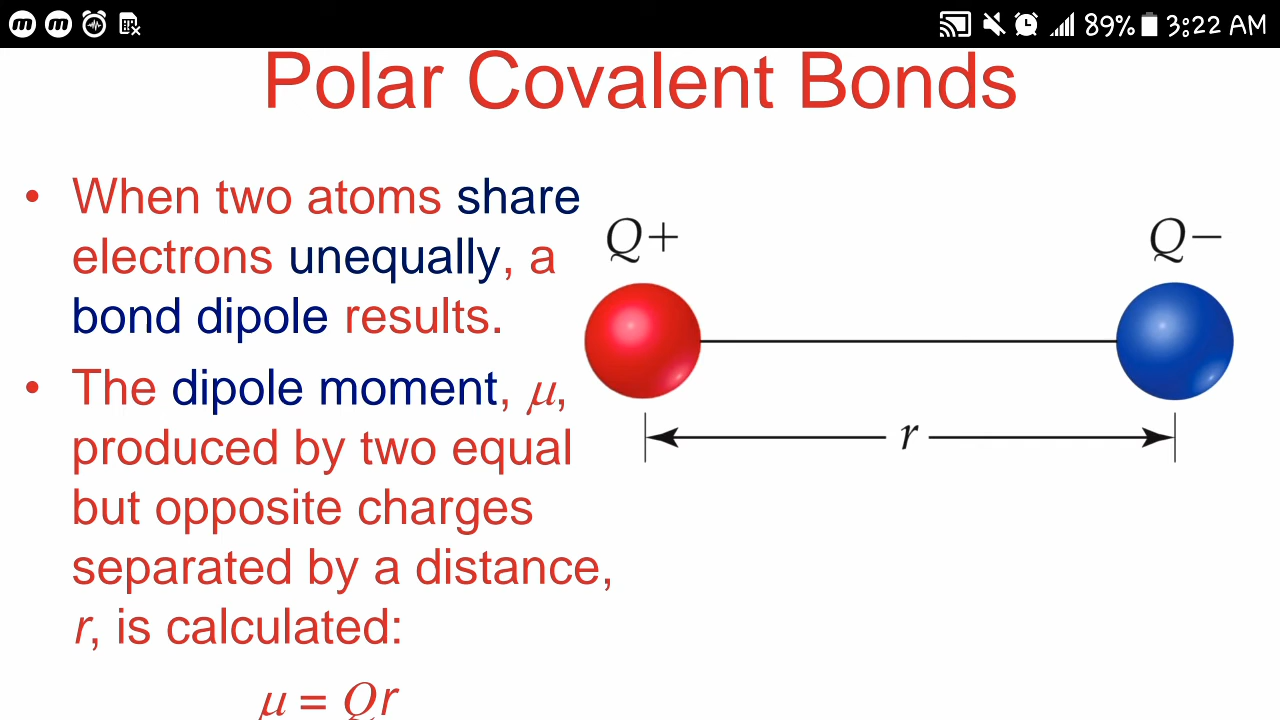 89% 3:22 AM
Polar Covalent Bonds
• When two atoms share
electrons unequally, a
bond dipole results.
• The dipole moment, μ,
produced by two equal
but opposite charges
separated by a distance,
r, is calculated:
μ = Qr
Q+ Q−
r